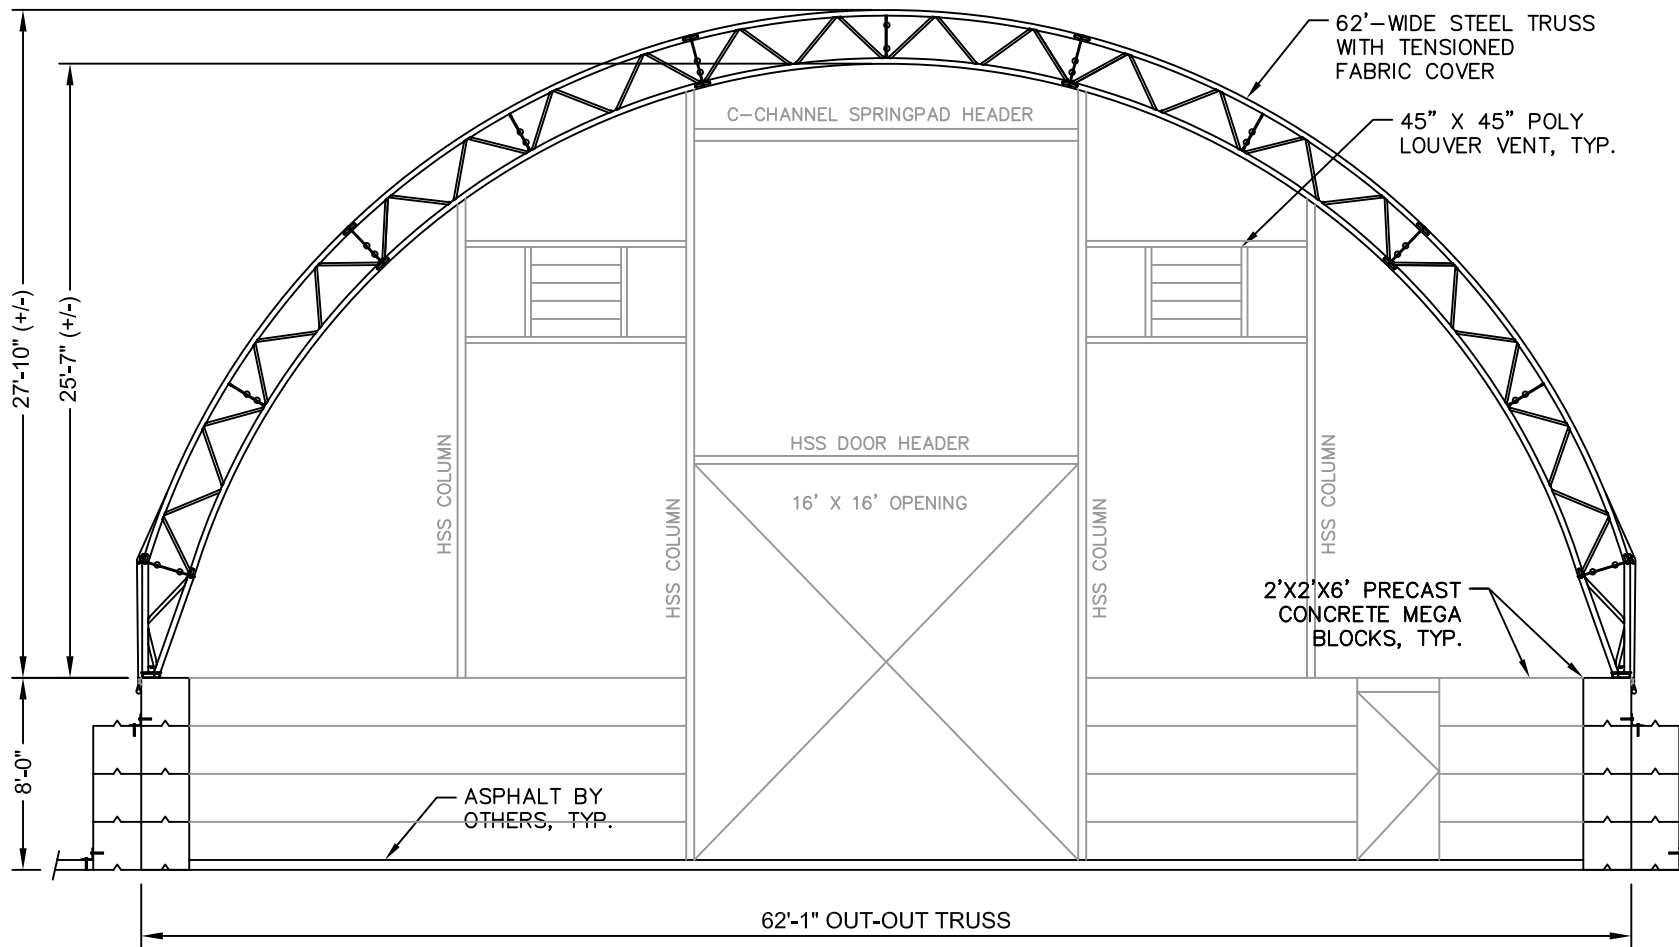 62'-WIDE STEEL TRUSS
WITH TENSIONED
FABRIC COVER
45” X 45” POLY
LOUVER VENT, TYP.
C-CHANNEL SPRINGPAD HEADER
27'-10" (+/-)
25'-7" (+/-)
HSS COLUMN
HSS COLUMN
HSS DOOR HEADER
16' X 16' OPENING
HSS COLUMN
HSS COLUMN
2'X2'X6' PRECAST
CONCRETE MEGA
BLOCKS, TYP.
8'-0"
ASPHALT BY
OTHERS, TYP.
62'-1" OUT-OUT TRUSS